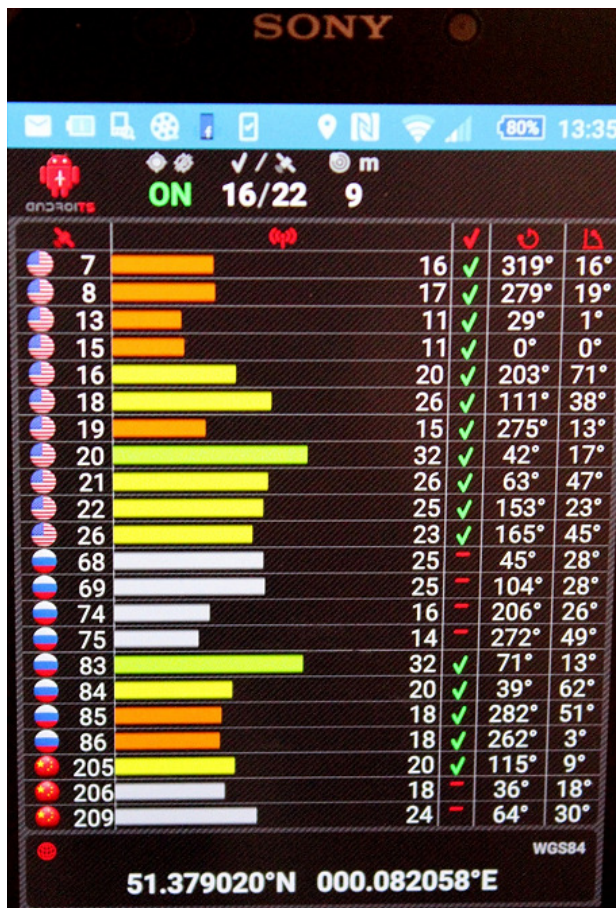 SONY
80% 13:35
ANDROITS ON 16/22 9 m
7 16 319° 16°
8 17 279° 19°
13 11 29° 1°
15 11 0° 0°
16 20 203° 71°
18 26 111° 38°
19 15 275° 13°
20 32 42° 17°
21 26 63° 47°
22 25 153° 23°
26 23 165° 45°
68 25 45° 28°
69 25 104° 28°
74 16 206° 26°
75 14 272° 49°
83 32 71° 13°
84 20 39° 62°
85 18 282° 51°
86 18 262° 3°
205 20 115° 9°
206 18 36° 18°
209 24 64° 30°
WGS84
51.379020°N 000.082058°E